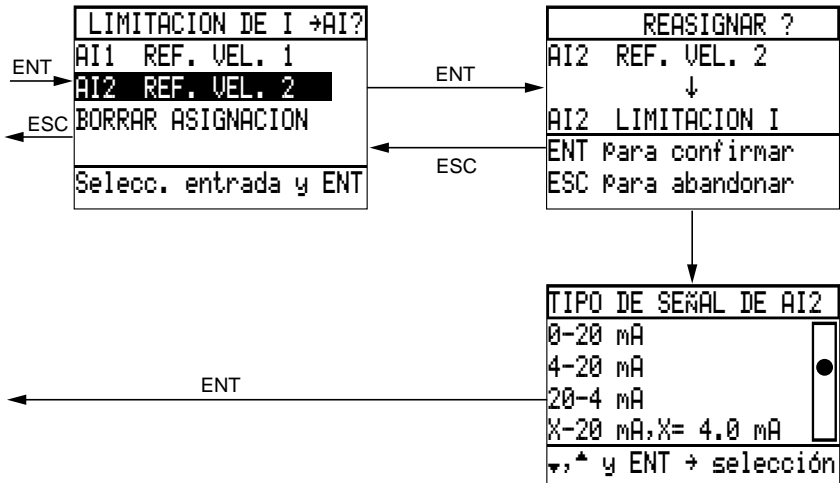 LIMITACION DE I →AI?
AI1 REF. VEL. 1
AI2 REF. VEL. 2
BORRAR ASIGNACION
Selecc. entrada y ENT
ENT
ESC
ENT
ESC
REASIGNAR ?
AI2 REF. VEL. 2
↓
AI2 LIMITACION I
ENT para confirmar
ESC para abandonar
TIPO DE SEÑAL DE AI2
0-20 mA
4-20 mA
20-4 mA
X-20 mA,X= 4.0 mA
▼,▲ y ENT → selección
ENT